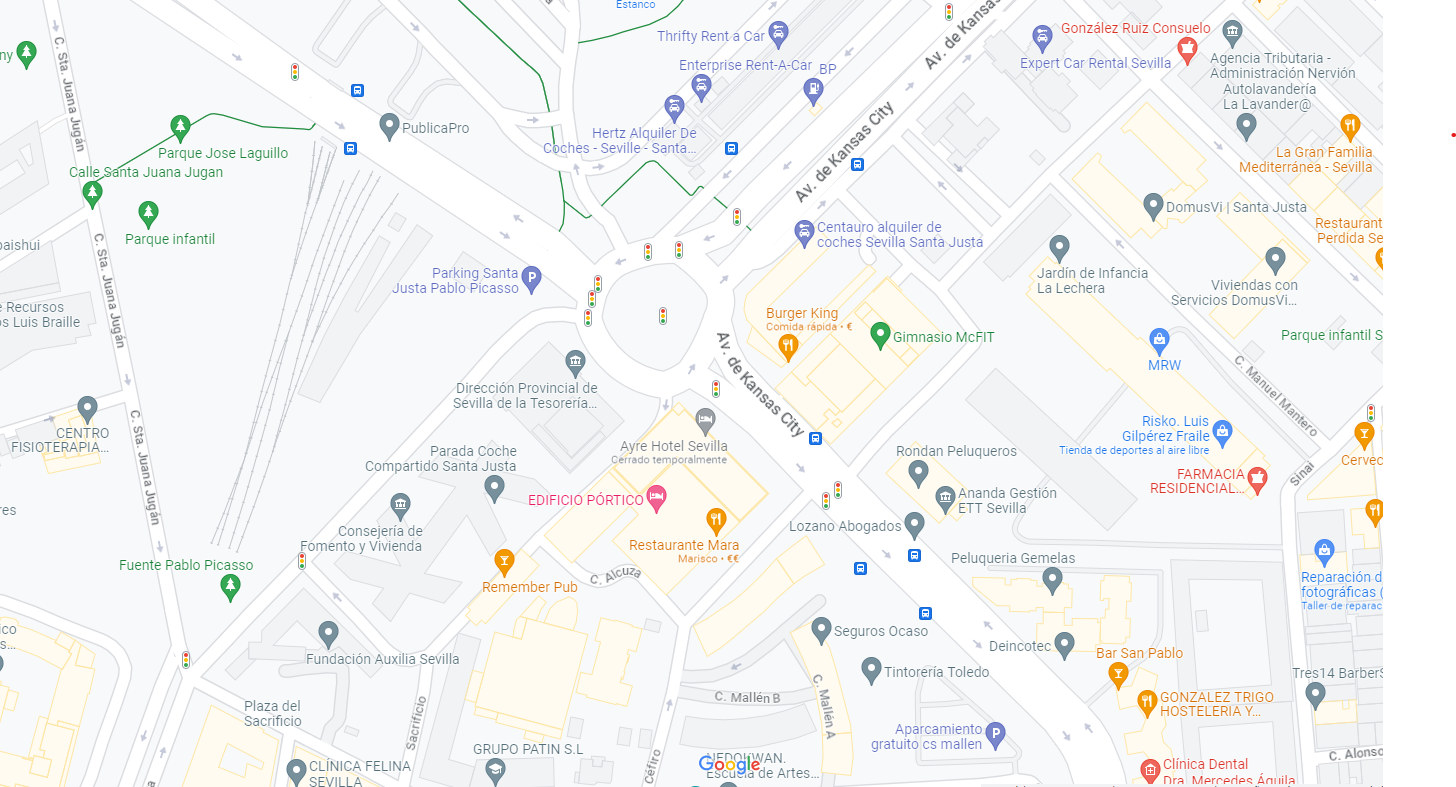 Estanco
Thrifty Rent a Car
Av. de Kansas
González Ruiz Consuelo
Enterprise Rent-A-Car
BP
Expert Car Rental Sevilla
Agencia Tributaria -
Administración Nervión
Autolavandería
La Lavander@
C. Sta. Juana Jugán
PublicaPro
Hertz Alquiler De
Coches - Seville - Santa...
Av. de Kansas City
Parque Jose Laguillo
Calle Santa Juana Jugan
La Gran Familia
Mediterránea - Sevilla
DomusVi | Santa Justa
Parque infantil
Centauro alquiler de
coches Sevilla Santa Justa
Restaurant
Perdida Se
C. Sta. Juana Jugán
Parking Santa
Justa Pablo Picasso
Jardín de Infancia
La Lechera
Viviendas con
Servicios DomusVi...
e Recursos
os Luis Braille
Burger King
Comida rápida • €
Gimnasio McFIT
Parque infantil S
Av. de Kansas City
MRW
Dirección Provincial de
Sevilla de la Tesorería...
C. Manuel Mantero
CENTRO
FISIOTERAPIA...
C. Sta. Juana Jugán
Ayre Hotel Sevilla
Cerrado temporalmente
Risko. Luis
Gilpérez Fraile
Tienda de deportes al aire libre
Parada Coche
Compartido Santa Justa
Rondan Peluqueros
Cervec
FARMACIA
RESIDENCIAL...
Sinai
EDIFICIO PÓRTICO
Ananda Gestión
ETT Sevilla
Consejería de
Fomento y Vivienda
Restaurante Mara
Marisco • €€
Lozano Abogados
Fuente Pablo Picasso
Peluqueria Gemelas
C. Alcuza
Remember Pub
Reparación d
fotográficas (
Taller de reparac
Seguros Ocaso
Fundación Auxilia Sevilla
Deincotec
Bar San Pablo
Tintorería Toledo
Tres14 Barber
C. Mallén B
C. Mallén A
GONZALEZ TRIGO
HOSTELERIA Y...
Plaza del
Sacrificio
Sacrificio
Aparcamiento
gratuito cs mallen
GRUPO PATIN S.L
Céfiro
C. Alonso
CLÍNICA FELINA
SEVILLA
Google
Escuela de Artes...
Clínica Dental
Dra. Mercedes Águila